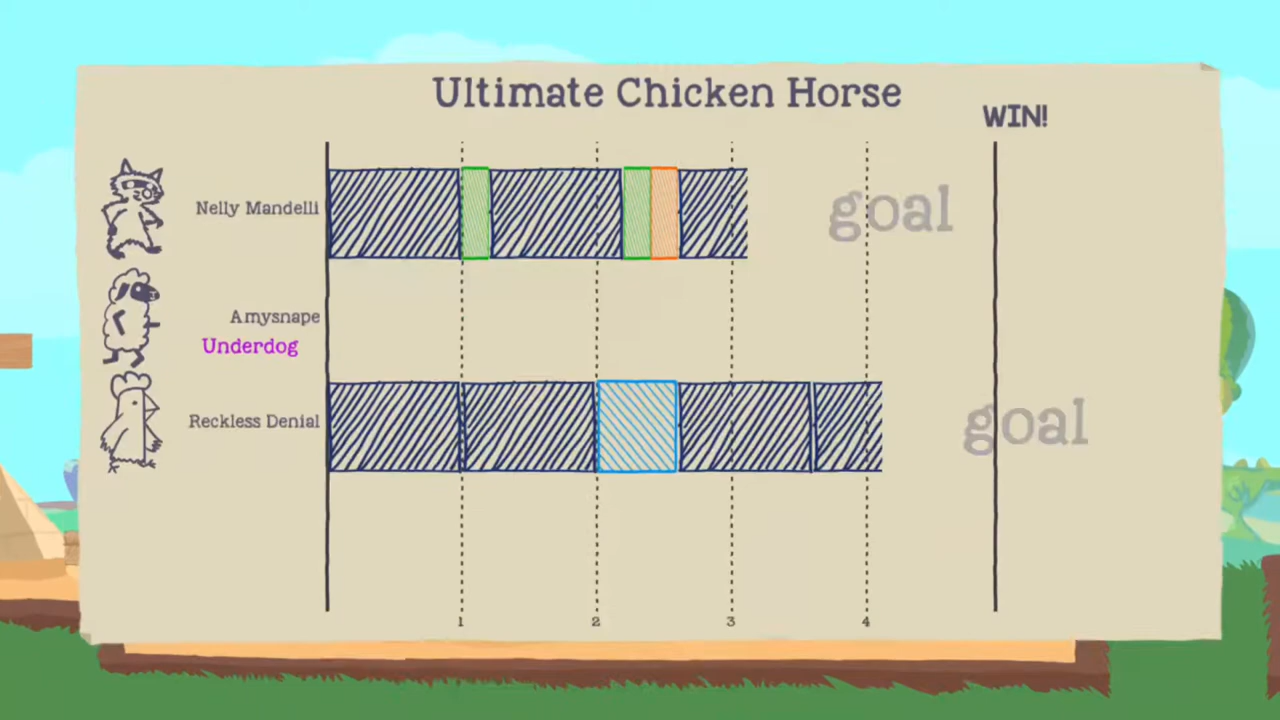 Ultimate Chicken Horse
WIN!
Nelly Mandelli
goal
Amysnape
Underdog
Reckless Denial
goal
1 2 3 4